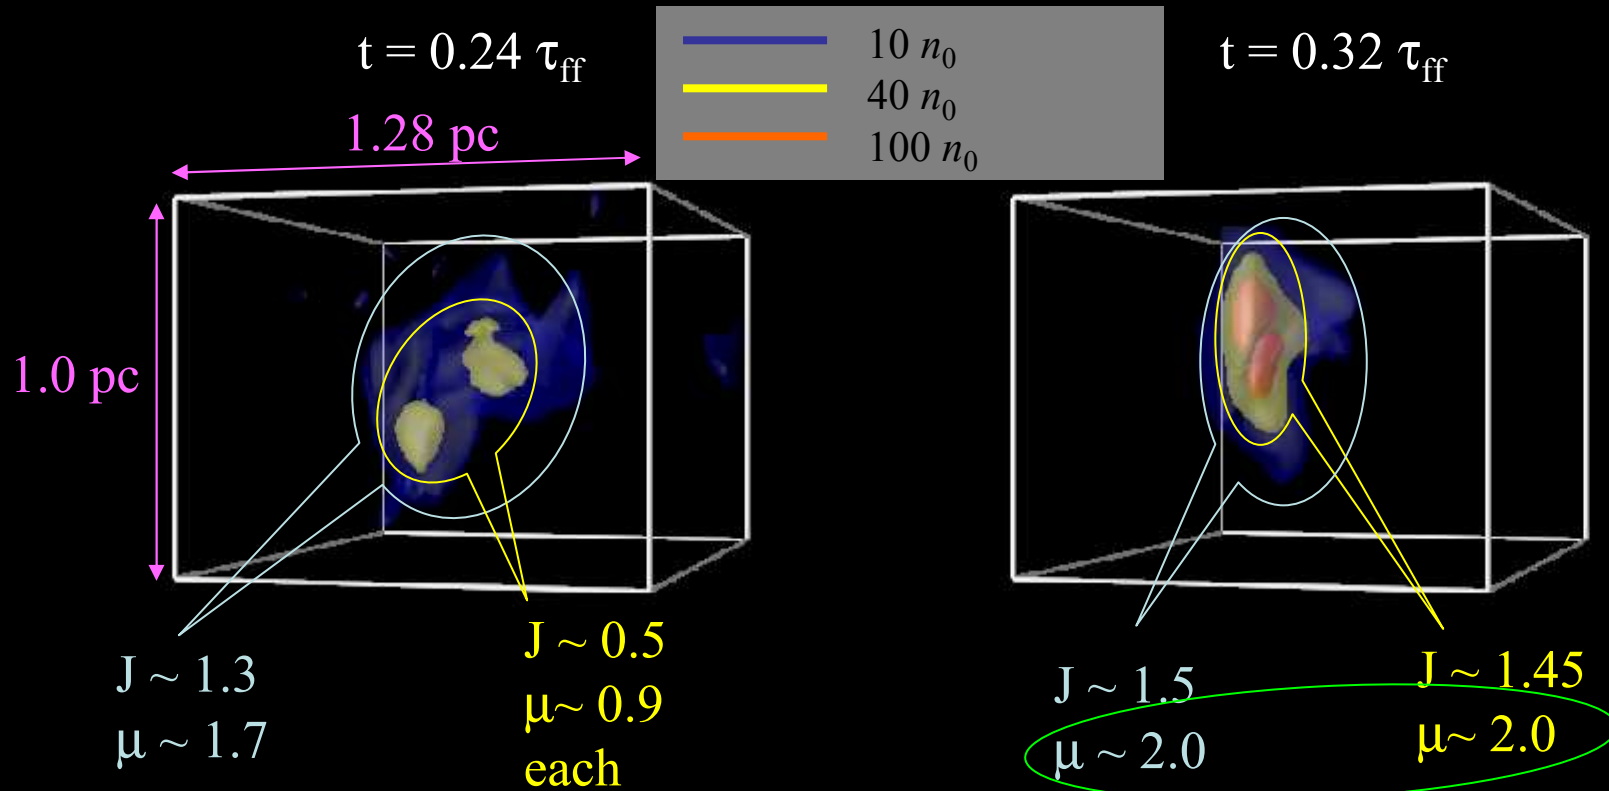 t = 0.24 τff
10 n0
40 n0
100 n0
t = 0.32 τff
1.28 pc
1.0 pc
J ~ 1.3
μ ~ 1.7
J ~ 0.5
μ~ 0.9
each
J ~ 1.5
μ ~ 2.0
J ~ 1.45
μ~ 2.0